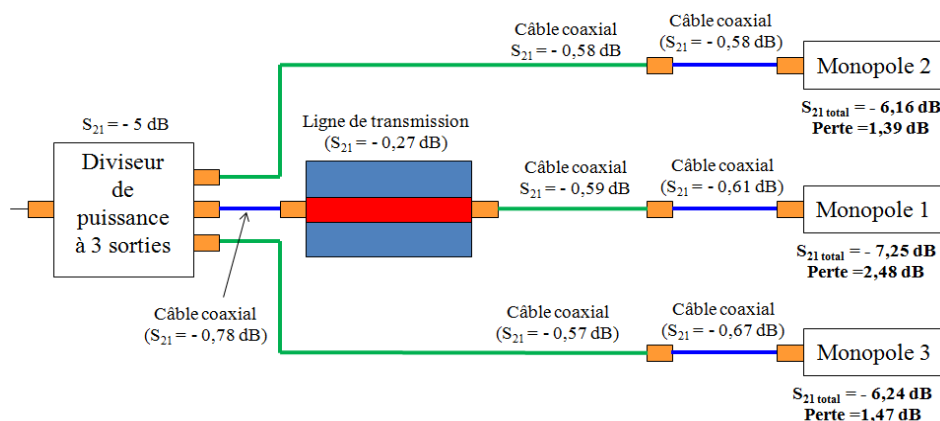 Câble coaxial
S21 = - 0,58 dB
Câble coaxial
(S21 = - 0,58 dB)
Monopole 2
S21 total = - 6,16 dB
Perte =1,39 dB
S21 = - 5 dB
Diviseur
de
puissance
à 3 sorties
Ligne de transmission
(S21 = - 0,27 dB)
Câble coaxial
S21 = - 0,59 dB
Câble coaxial
(S21 = - 0,61 dB)
Monopole 1
S21 total = - 7,25 dB
Perte =2,48 dB
Câble coaxial
(S21 = - 0,78 dB)
Câble coaxial
(S21 = - 0,57 dB)
Câble coaxial
(S21 = - 0,67 dB)
Monopole 3
S21 total = - 6,24 dB
Perte =1,47 dB